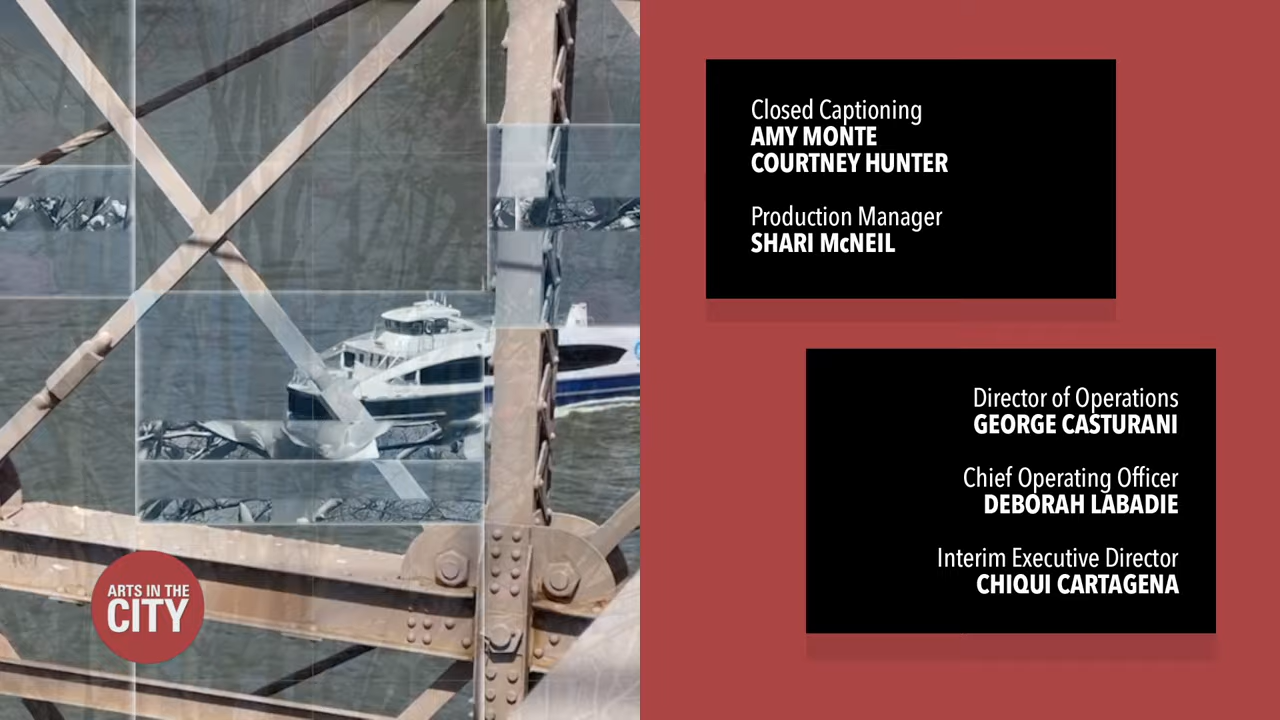 Closed Captioning
AMY MONTE
COURTNEY HUNTER
Production Manager
SHARI McNEIL
Director of Operations
GEORGE CASTURANI
Chief Operating Officer
DEBORAH LABADIE
Interim Executive Director
CHIQUI CARTAGENA
ARTS IN THE
CITY